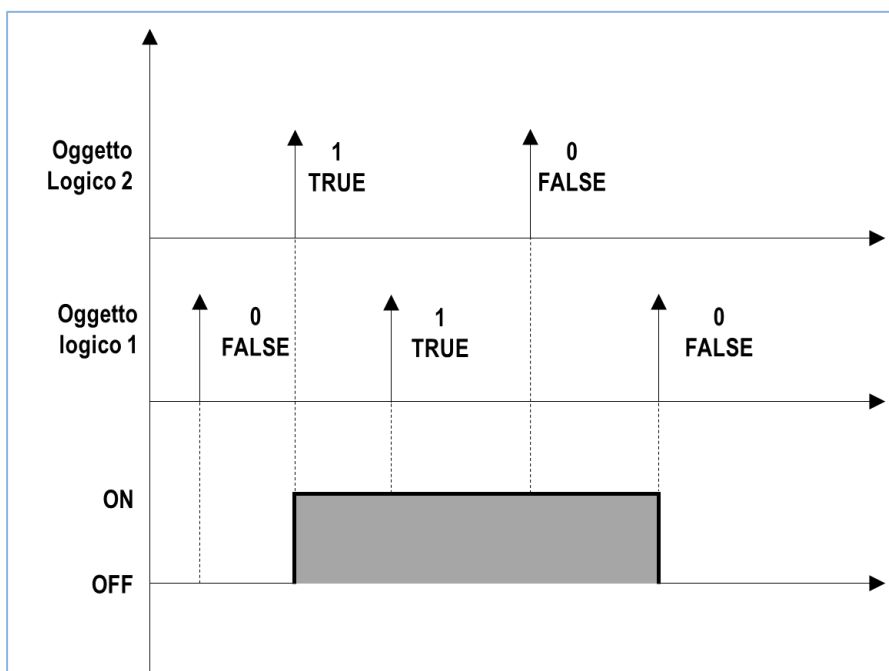 Oggetto
Logico 2
1
TRUE
0
FALSE
Oggetto
logico 1
0
FALSE
1
TRUE
0
FALSE
ON
OFF